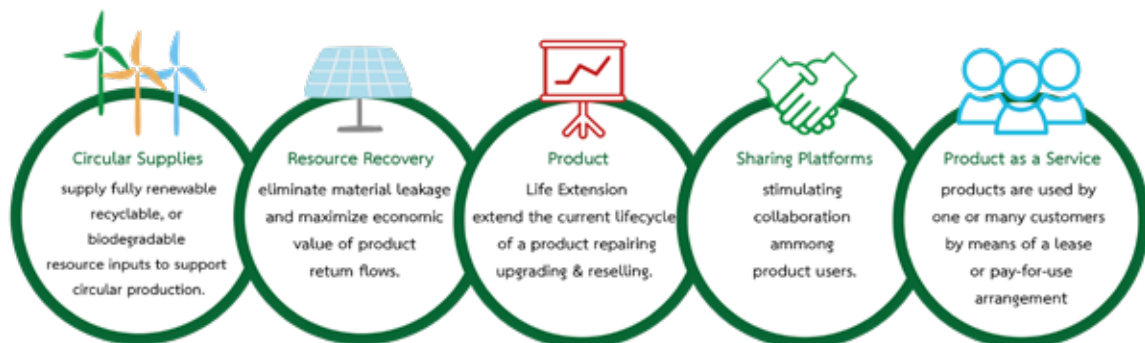 Circular Supplies
supply fully renewable
recyclable, or
biodegradable
resource inputs to support
circular production.
Resource Recovery
eliminate material leakage
and maximize economic
value of product
retum flows.
Product
Life Extension
extend the current lifecycle
of a product repairing
upgrading & reselling.
Sharing Platforms
stimulating
collaboration
ammong
product users.
Product as a Service
products are used by
one or many customers
by means of a lease
or pay-for-use
arrangement